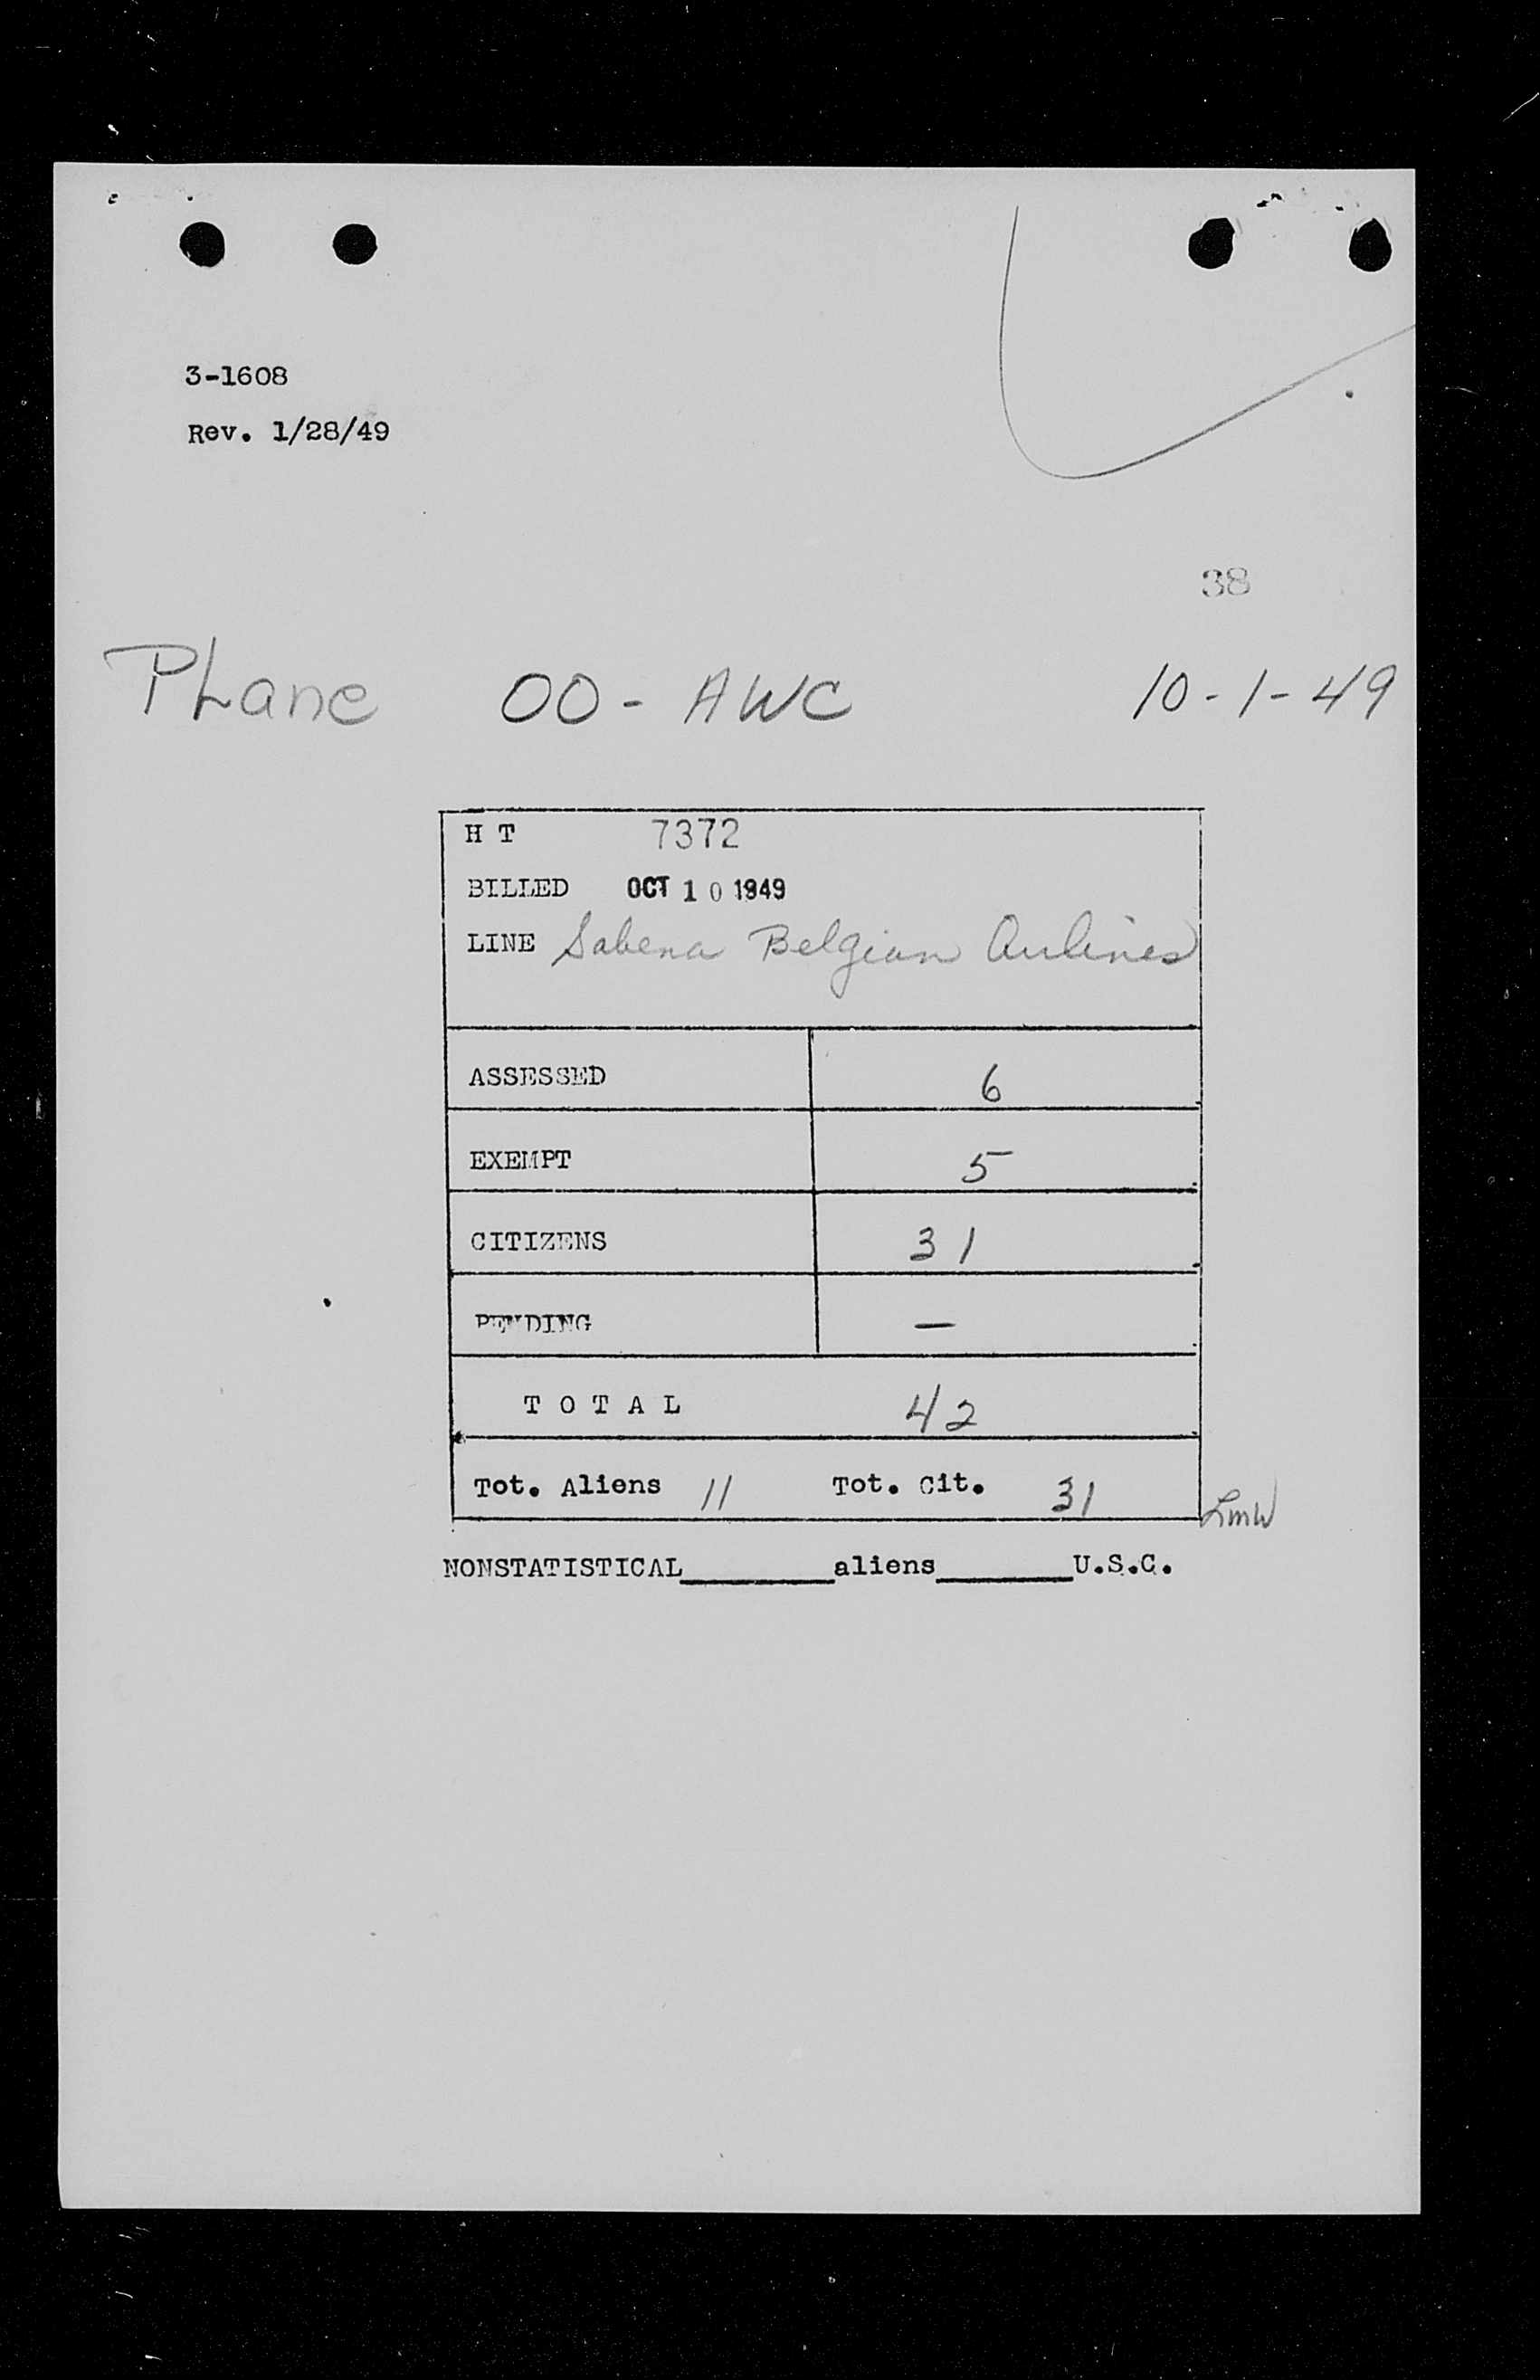 3-1608
Rev. 1/28/49
38
PLane OO-AWC 10-1-49
H T 7372
BILLED OCT 10 1949
LINE Sabena Belgian Airlines
ASSESSED 6
EXEMPT 5
CITIZENS 31
PENDING —
TOTAL 42
Tot. Aliens 11 Tot. Cit. 31
LmW
NONSTATISTICAL________aliens_______U.S.C.